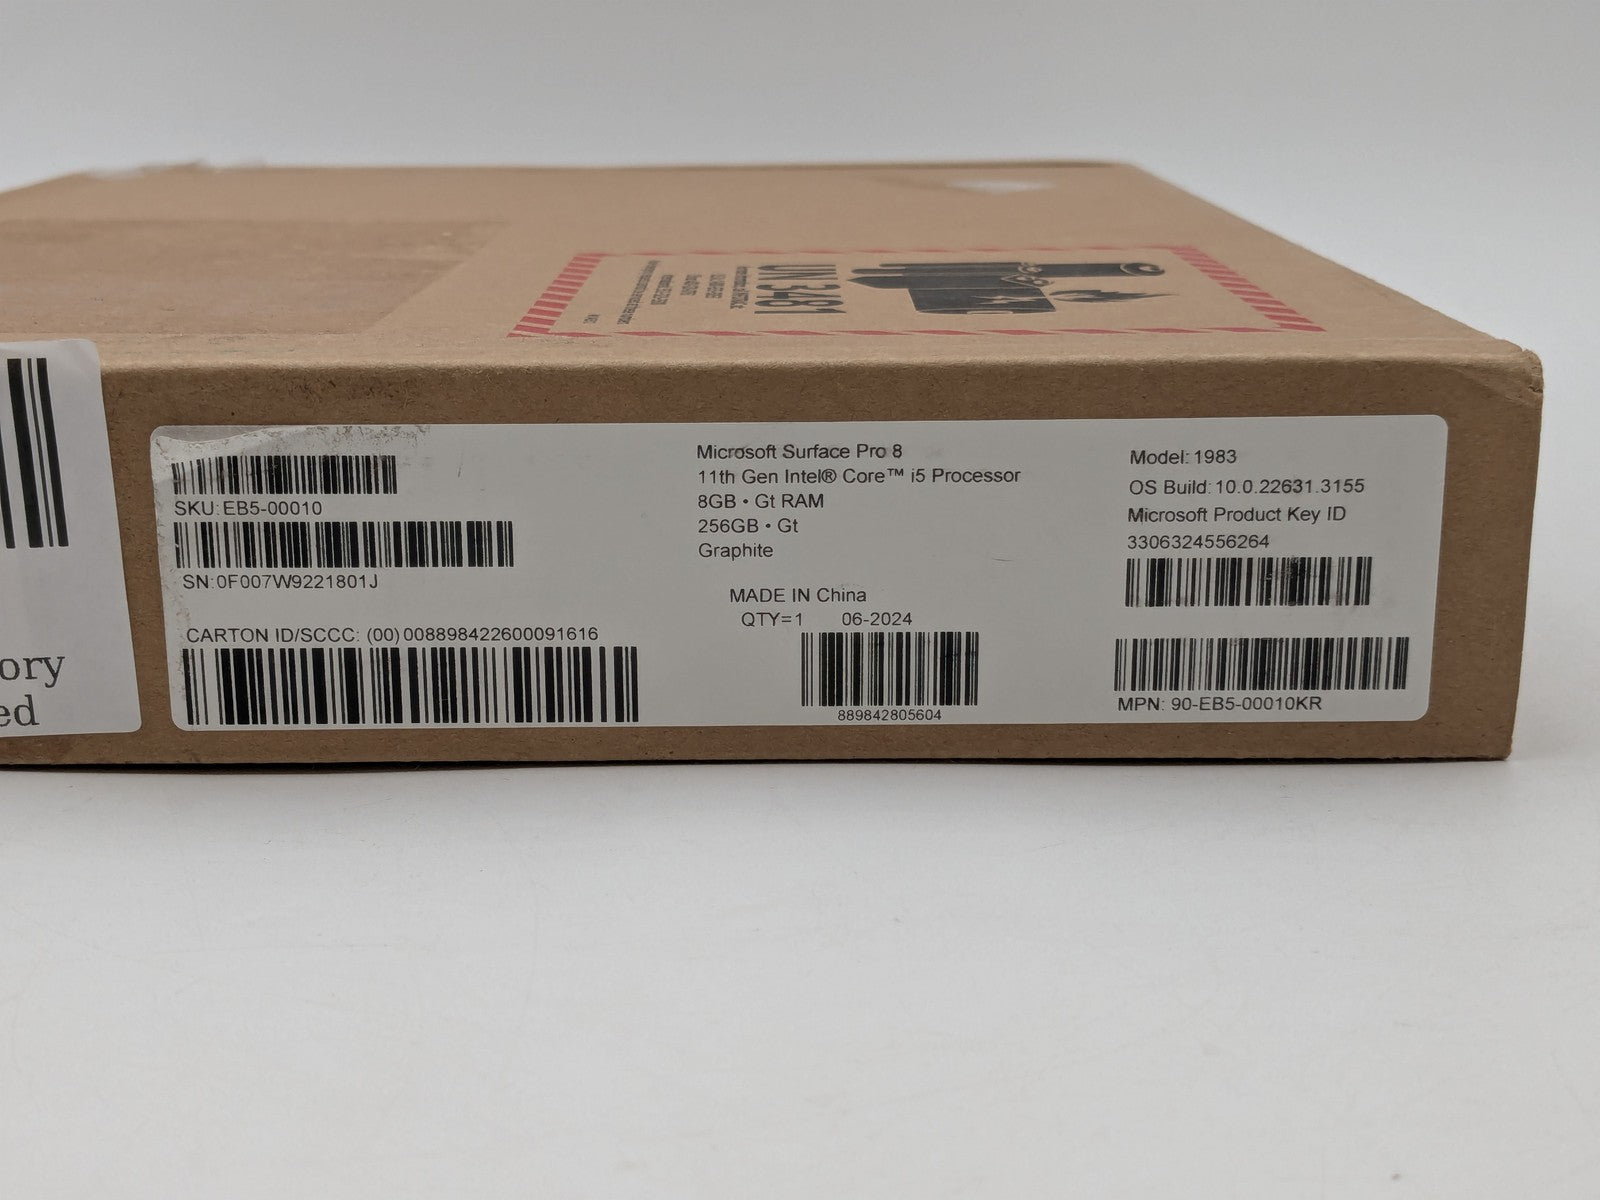 UN 3481
ory
ed
SKU:EB5-00010
SN:0F007W9221801J
CARTON ID/SCCC: (00)008898422600091616
Microsoft Surface Pro 8
11th Gen Intel® Core™ i5 Processor
8GB • Gt RAM
256GB • Gt
Graphite
MADE IN China
QTY=1 06-2024
889842805604
Model: 1983
OS Build: 10.0.22631.3155
Microsoft Product Key ID
3306324556264
MPN: 90-EB5-00010KR